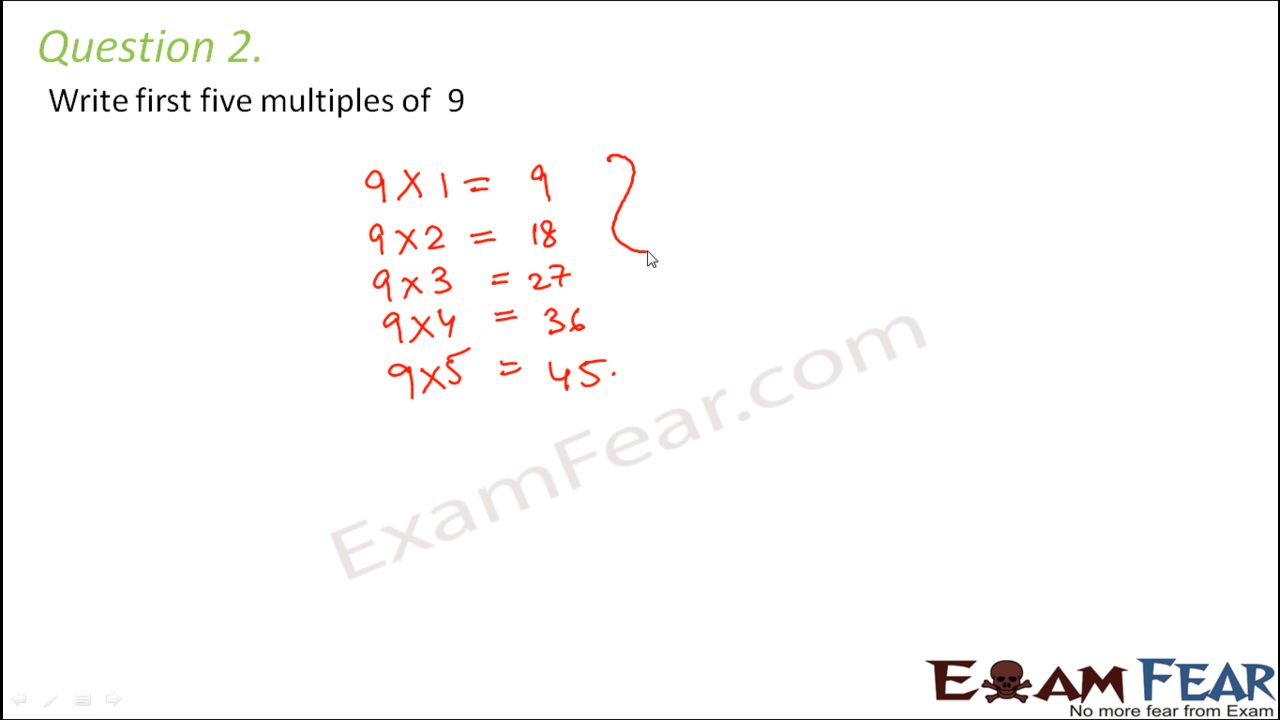 Question 2.
Write first five multiples of 9
9 X 1 = 9
9 X 2 = 18
9 X 3 = 27
9 X 4 = 36
9 X 5 = 45.
ExamFear.com
EXAM FEAR
No more fear from Exam